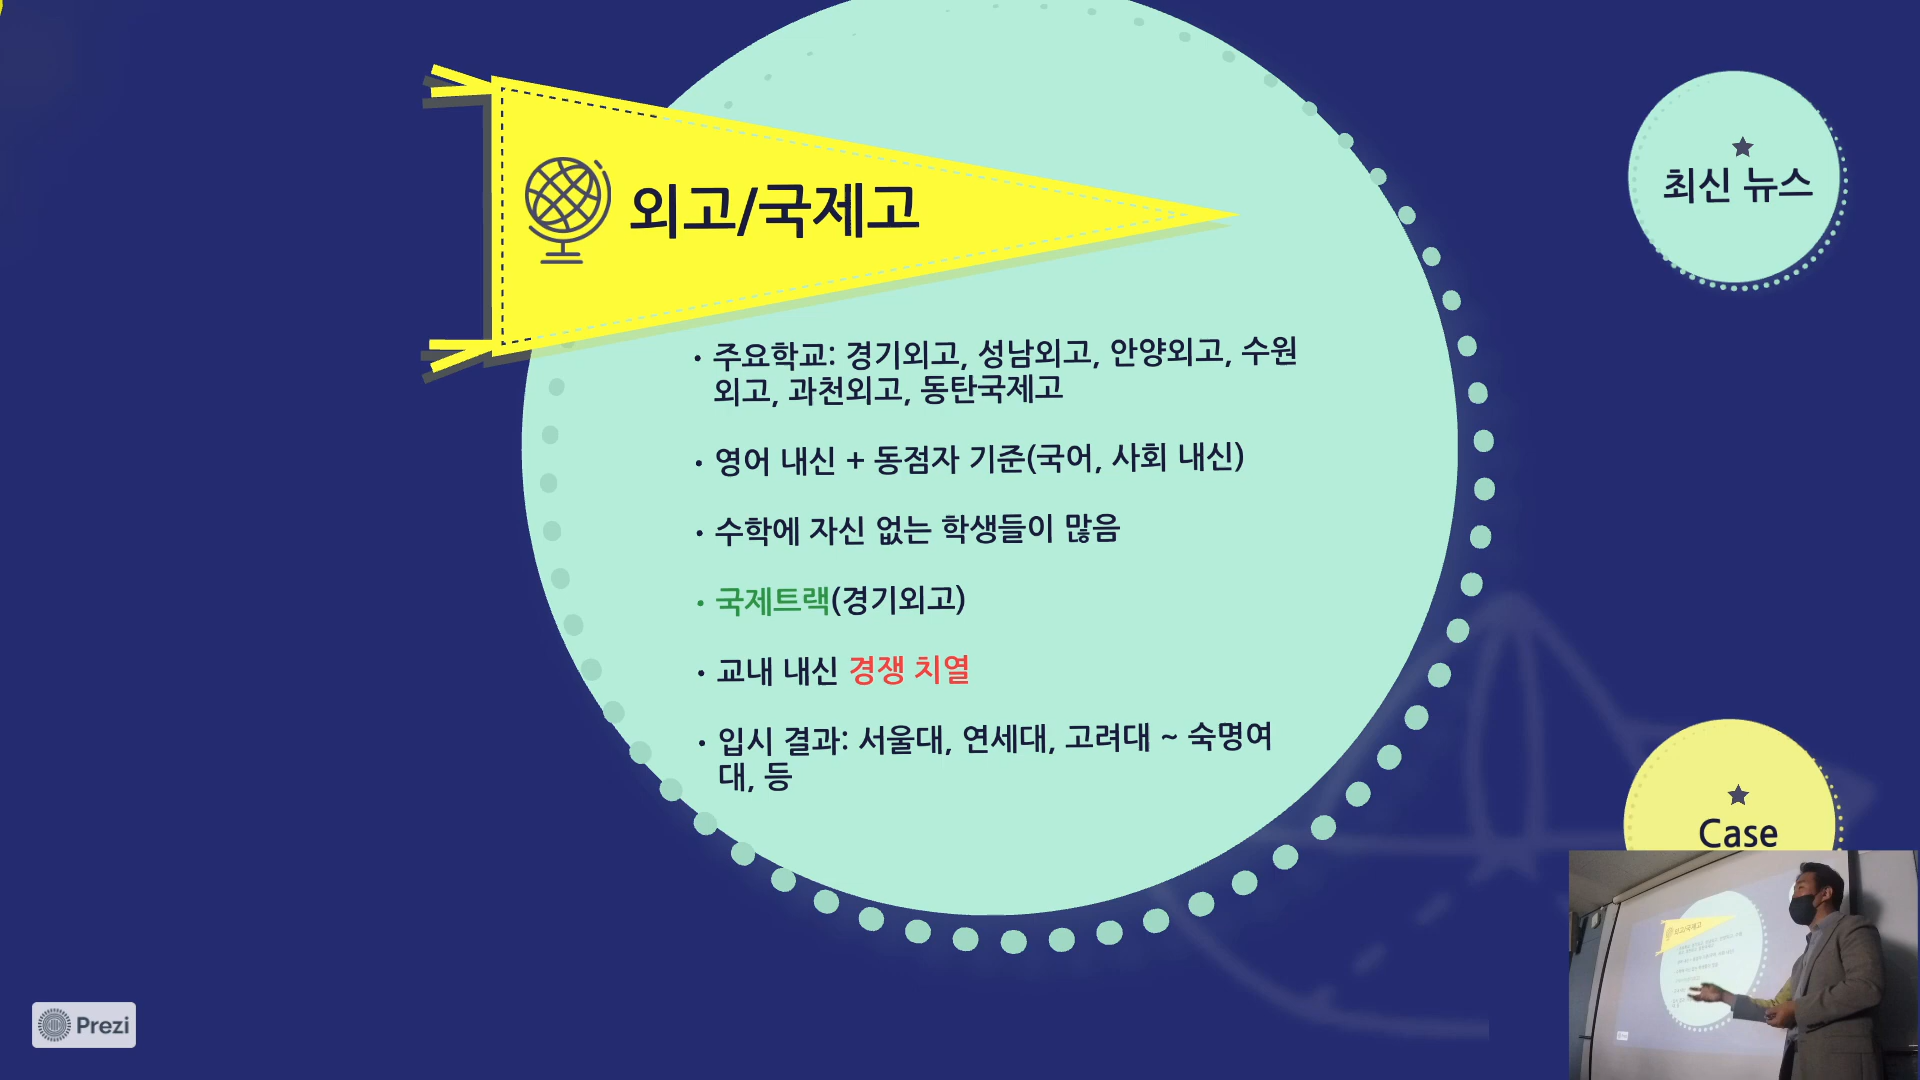 외고/국제고
• 주요학교: 경기외고, 성남외고, 안양외고, 수원
외고, 과천외고, 동탄국제고
• 영어 내신 + 동점자 기준(국어, 사회 내신)
• 수학에 자신 없는 학생들이 많음
• 국제트랙(경기외고)
• 교내 내신 경쟁 치열
• 입시 결과: 서울대, 연세대, 고려대 ~ 숙명여
대, 등
최신 뉴스
Case
Prezi
외고/국제고